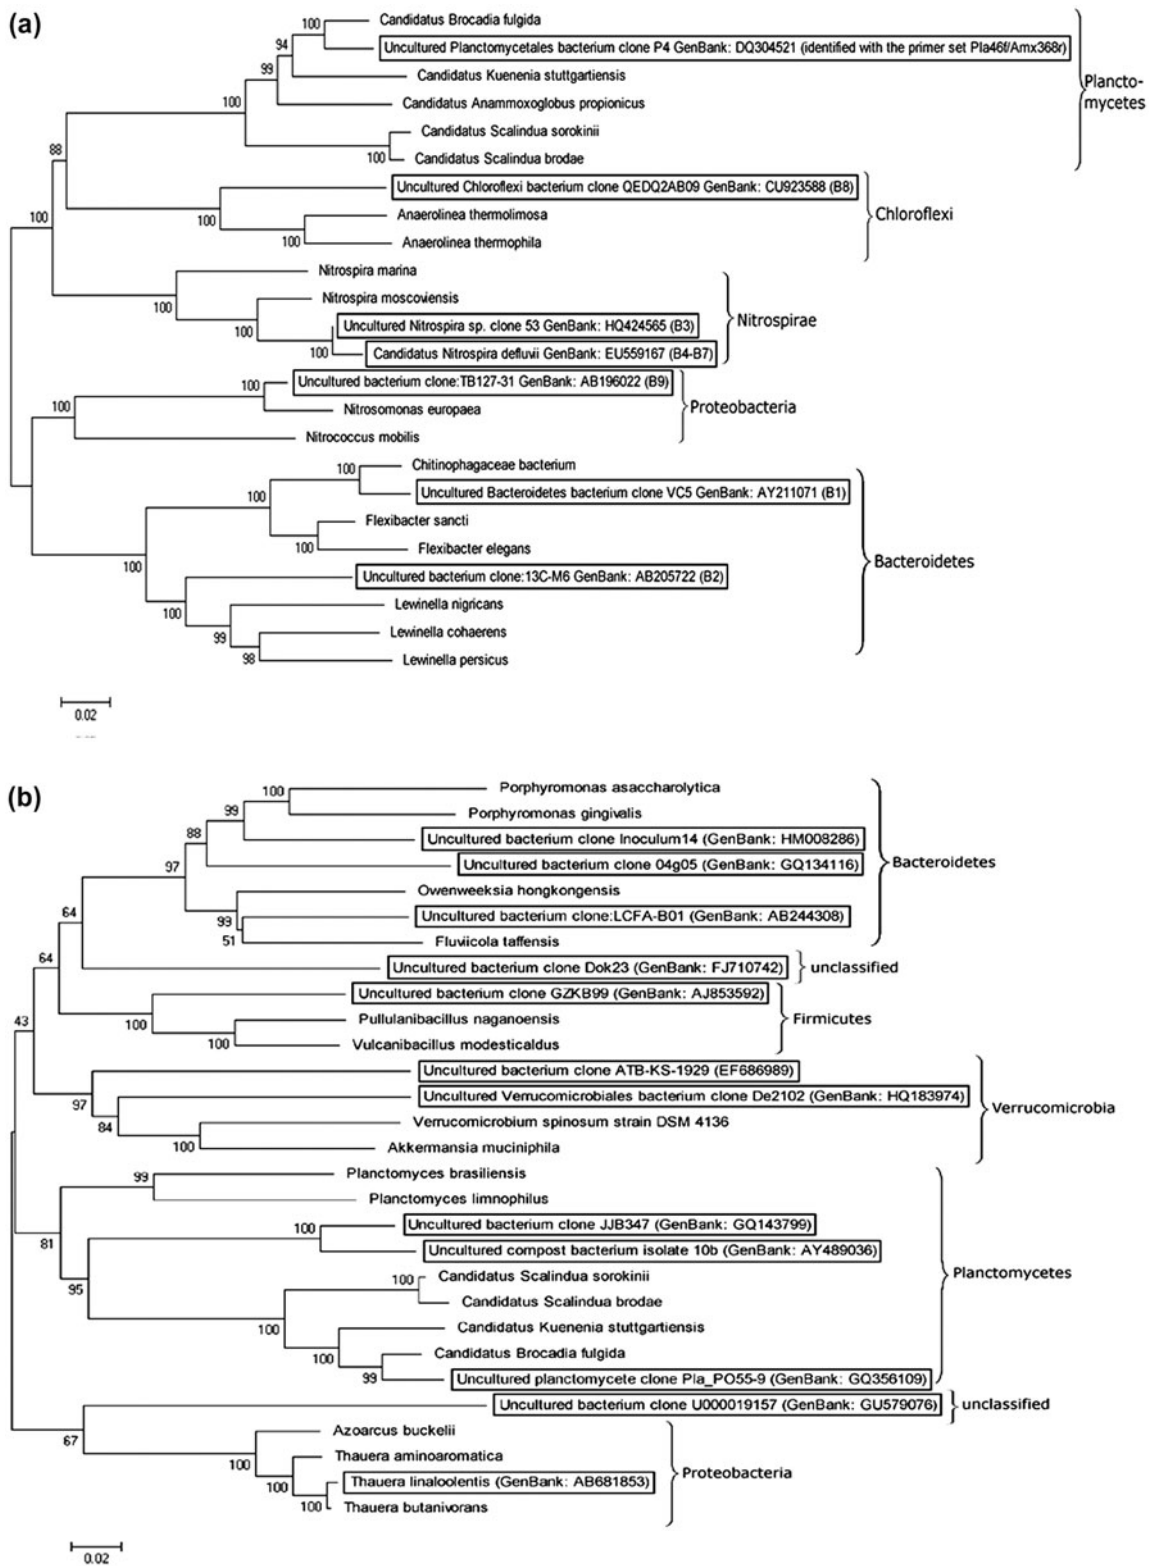 (a)
100
Candidatus Brocadia fulgida
94
Uncultured Planctomycetales bacterium clone P4 GenBank: DQ304521 (identified with the primer set Pla46f/Amx368r)
99
Candidatus Kuenenia stuttgartiensis
Plancto-
mycetes
100
Candidatus Anammoxoglobus propionicus
Candidatus Scalindua sorokinii
88
100
Candidatus Scalindua brodae
Uncultured Chloroflexi bacterium clone QEDQ2AB09 GenBank: CU923588 (B8)
100
100
Anaerolinea thermolimosa
Chloroflexi
100
Anaerolinea thermophila
Nitrospira marina
100
Nitrospira moscoviensis
100
Uncultured Nitrospira sp. clone 53 GenBank: HQ424565 (B3)
Nitrospirae
100
Candidatus Nitrospira defluvii GenBank: EU559167 (B4-B7)
100
Uncultured bacterium clone:TB127-31 GenBank: AB196022 (B9)
100
Nitrosomonas europaea
Proteobacteria
Nitrococcus mobilis
100
Chitinophagaceae bacterium
100
Uncultured Bacteroidetes bacterium clone VC5 GenBank: AY211071 (B1)
Flexibacter sancti
100
Flexibacter elegans
100
Bacteroidetes
Uncultured bacterium clone:13C-M6 GenBank: AB205722 (B2)
100
Lewinella nigricans
99
Lewinella cohaerens
98
Lewinella persicus
0.02
(b)
100
Porphyromonas asaccharolytica
99
Porphyromonas gingivalis
88
Uncultured bacterium clone Inoculum14 (GenBank: HM008286)
97
Uncultured bacterium clone 04g05 (GenBank: GQ134116)
Bacteroidetes
Owenweeksia hongkongensis
64
99
Uncultured bacterium clone:LCFA-B01 (GenBank: AB244308)
51
Fluviicola taffensis
64
Uncultured bacterium clone Dok23 (GenBank: FJ710742)
unclassified
Uncultured bacterium clone GZKB99 (GenBank: AJ853592)
43
100
Pullulanibacillus naganoensis
Firmicutes
100
Vulcanibacillus modesticaldus
Uncultured bacterium clone ATB-KS-1929 (EF686989)
97
Uncultured Verrucomicrobiales bacterium clone De2102 (GenBank: HQ183974)
Verrucomicrobia
84
Verrucomicrobium spinosum strain DSM 4136
100
Akkermansia muciniphila
99
Planctomyces brasiliensis
Planctomyces limnophilus
81
100
Uncultured bacterium clone JJB347 (GenBank: GQ143799)
Uncultured compost bacterium isolate 10b (GenBank: AY489036)
Planctomycetes
95
100
Candidatus Scalindua sorokinii
Candidatus Scalindua brodae
100
Candidatus Kuenenia stuttgartiensis
100
Candidatus Brocadia fulgida
99
Uncultured planctomycete clone Pla_PO55-9 (GenBank: GQ356109)
Uncultured bacterium clone U000019157 (GenBank: GU579076)
unclassified
67
Azoarcus buckelii
100
Thauera aminoaromatica
100
Thauera linaloolentis (GenBank: AB681853)
Proteobacteria
100
Thauera butanivorans
0.02